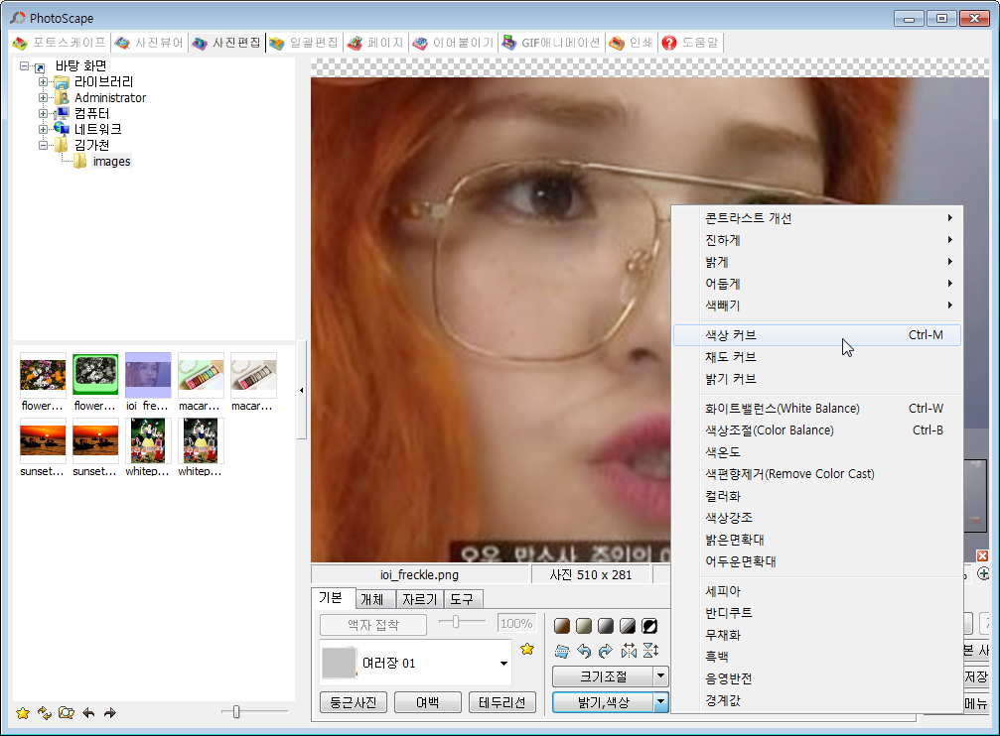 PhotoScape
포토스케이프 사진뷰어 사진편집 일괄편집 페이지 이어붙이기 GIF애니메이션 인쇄 도움말
바탕 화면
라이브러리
Administrator
컴퓨터
네트워크
김가천
images
flower... flower... ioi_fre... macar... macar...
sunset... sunset... whitep... whitep...
콘트라스트 개선
진하게
밝게
어둡게
색빼기
색상 커브 Ctrl-M
채도 커브
밝기 커브
화이트밸런스(White Balance) Ctrl-W
색상조절(Color Balance) Ctrl-B
색온도
색편향제거(Remove Color Cast)
컬러화
색상강조
밝은면확대
어두운면확대
세피아
반디쿠트
무채화
흑백
음영반전
경계값
ioi_freckle.png 사진 510 x 281
기본 개체 자르기 도구
액자 접착 100%
여러장 01
크기조절
둥근사진 여백 테두리선 밝기,색상
저장
메뉴